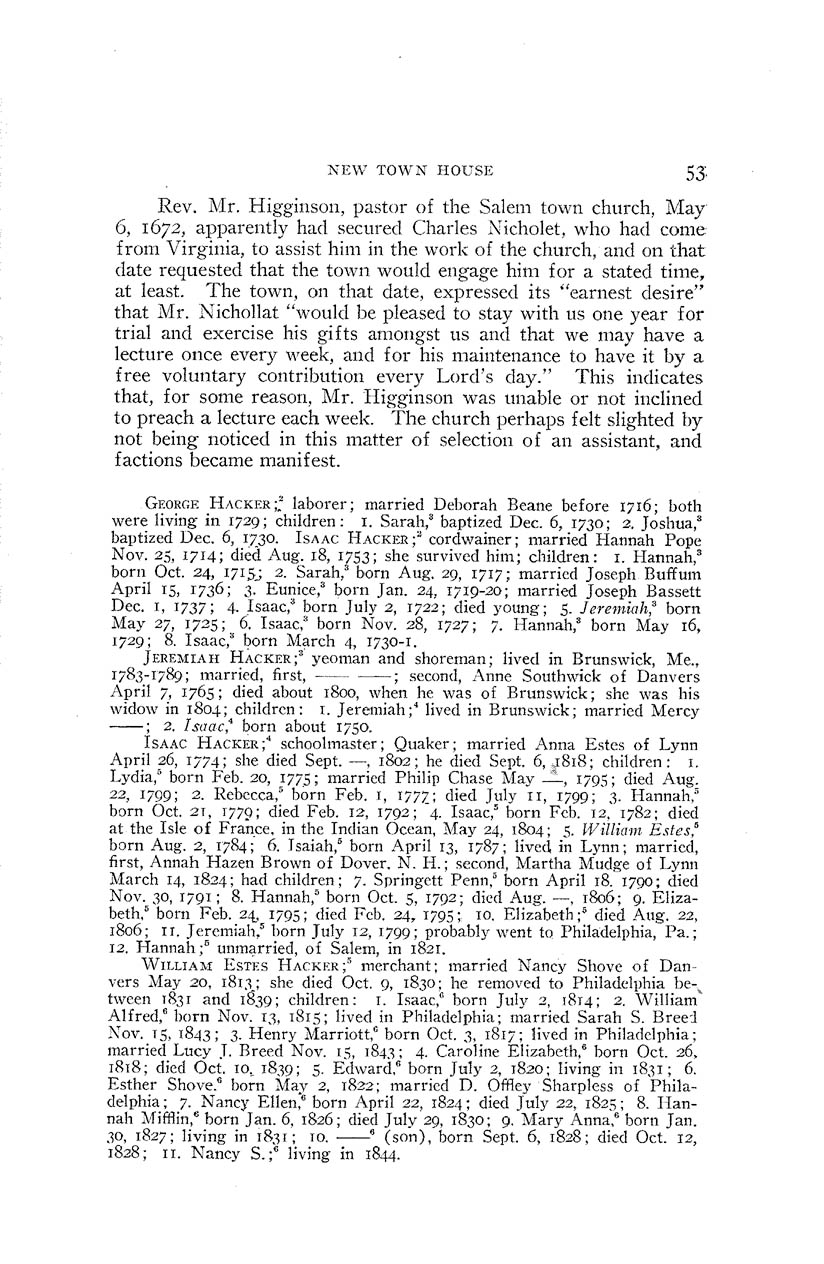 NEW TOWN HOUSE 53
Rev. Mr. Higginson, pastor of the Salem town church, May
6, 1672, apparently had secured Charles Nicholet, who had come
from Virginia, to assist him in the work of the church, and on that
date requested that the town would engage him for a stated time,
at least. The town, on that date, expressed its "earnest desire"
that Mr. Nichollat "would be pleased to stay with us one year for
trial and exercise his gifts amongst us and that we may have a
lecture once every week, and for his maintenance to have it by a
free voluntary contribution every Lord's day." This indicates
that, for some reason, Mr. Higginson was unable or not inclined
to preach a lecture each week. The church perhaps felt slighted by
not being noticed in this matter of selection of an assistant, and
factions became manifest.
GEORGE HACKER;² laborer; married Deborah Beane before 1716; both
were living in 1729; children: 1. Sarah,³ baptized Dec. 6, 1730; 2. Joshua,³
baptized Dec. 6, 1730. ISAAC HACKER;² cordwainer; married Hannah Pope
Nov. 25, 1714; died Aug. 18, 1753; she survived him; children: 1. Hannah,³
born Oct. 24, 1715; 2. Sarah,³ born Aug. 29, 1717; married Joseph Buffum
April 15, 1736; 3. Eunice,³ born Jan. 24, 1719-20; married Joseph Bassett
Dec. 1, 1737; 4. Isaac,³ born July 2, 1722; died young; 5. Jeremiah,³ born
May 27, 1725; 6. Isaac,³ born Nov. 28, 1727; 7. Hannah,³ born May 16,
1729; 8. Isaac,³ born March 4, 1730-1.
JEREMIAH HACKER;³ yeoman and shoreman; lived in Brunswick, Me.,
1783-1789; married, first, —— ——; second, Anne Southwick of Danvers
April 7, 1765; died about 1800, when he was of Brunswick; she was his
widow in 1804; children: 1. Jeremiah;⁴ lived in Brunswick; married Mercy
——; 2. Isaac,⁴ born about 1750.
ISAAC HACKER;⁴ schoolmaster; Quaker; married Anna Estes of Lynn
April 26, 1774; she died Sept. —, 1802; he died Sept. 6, 1818; children: 1.
Lydia,⁵ born Feb. 20, 1775; married Philip Chase May —, 1795; died Aug.
22, 1799; 2. Rebecca,⁵ born Feb. 1, 1777; died July 11, 1799; 3. Hannah,⁵
born Oct. 21, 1779; died Feb. 12, 1792; 4. Isaac,⁵ born Feb. 12, 1782; died
at the Isle of France, in the Indian Ocean, May 24, 1804; 5. William Estes,⁵
born Aug. 2, 1784; 6. Isaiah,⁵ born April 13, 1787; lived in Lynn; married,
first, Annah Hazen Brown of Dover, N. H.; second, Martha Mudge of Lynn
March 14, 1824; had children; 7. Springett Penn,⁵ born April 18, 1790; died
Nov. 30, 1791; 8. Hannah,⁵ born Oct. 5, 1792; died Aug. —, 1806; 9. Eliza-
beth,⁵ born Feb. 24, 1795; died Feb. 24, 1795; 10. Elizabeth;⁵ died Aug. 22,
1806; 11. Jeremiah,⁵ born July 12, 1799; probably went to Philadelphia, Pa.;
12. Hannah;⁵ unmarried, of Salem, in 1821.
WILLIAM ESTES HACKER;⁵ merchant; married Nancy Shove of Dan-
vers May 20, 1813; she died Oct. 9, 1830; he removed to Philadelphia be-
tween 1831 and 1839; children: 1. Isaac,⁶ born July 2, 1814; 2. William
Alfred,⁶ born Nov. 13, 1815; lived in Philadelphia; married Sarah S. Breed
Nov. 15, 1843; 3. Henry Marriott,⁶ born Oct. 3, 1817; lived in Philadelphia;
married Lucy J. Breed Nov. 15, 1843; 4. Caroline Elizabeth,⁶ born Oct. 26,
1818; died Oct. 10, 1839; 5. Edward,⁶ born July 2, 1820; living in 1831; 6.
Esther Shove,⁶ born May 2, 1822; married D. Offley Sharpless of Phila-
delphia; 7. Nancy Ellen,⁶ born April 22, 1824; died July 22, 1825; 8. Han-
nah Mifflin,⁶ born Jan. 6, 1826; died July 29, 1830; 9. Mary Anna,⁶ born Jan.
30, 1827; living in 1831; 10. ——⁶ (son), born Sept. 6, 1828; died Oct. 12,
1828; 11. Nancy S.;⁶ living in 1844.